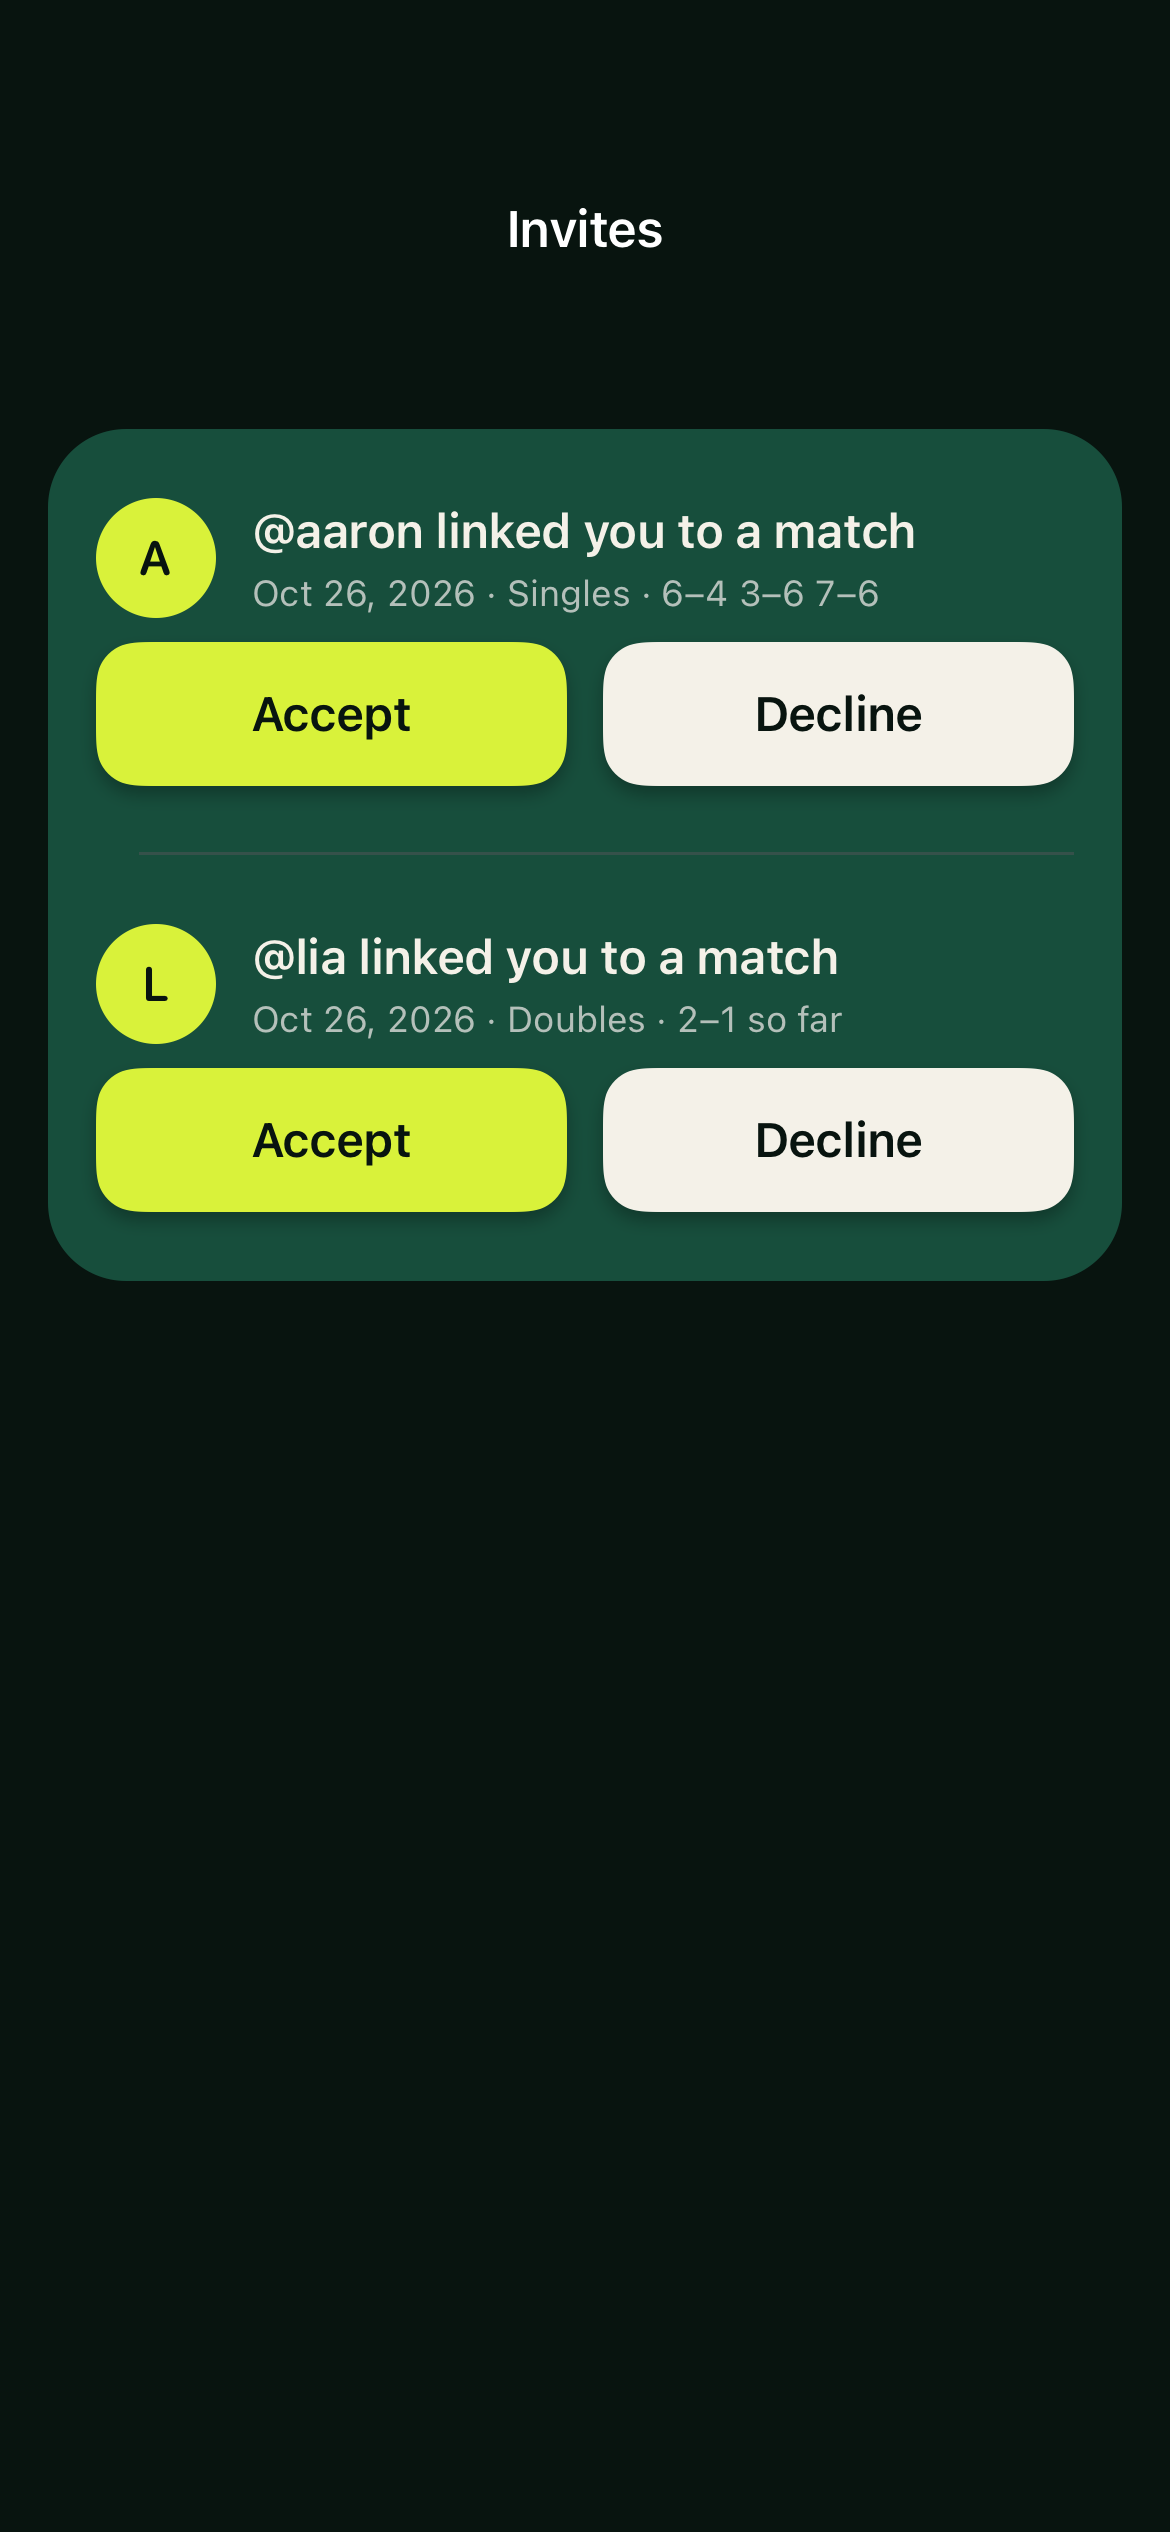 Invites
A
@aaron linked you to a match
Oct 26, 2026 · Singles · 6–4 3–6 7–6
Accept
Decline
L
@lia linked you to a match
Oct 26, 2026 · Doubles · 2–1 so far
Accept
Decline